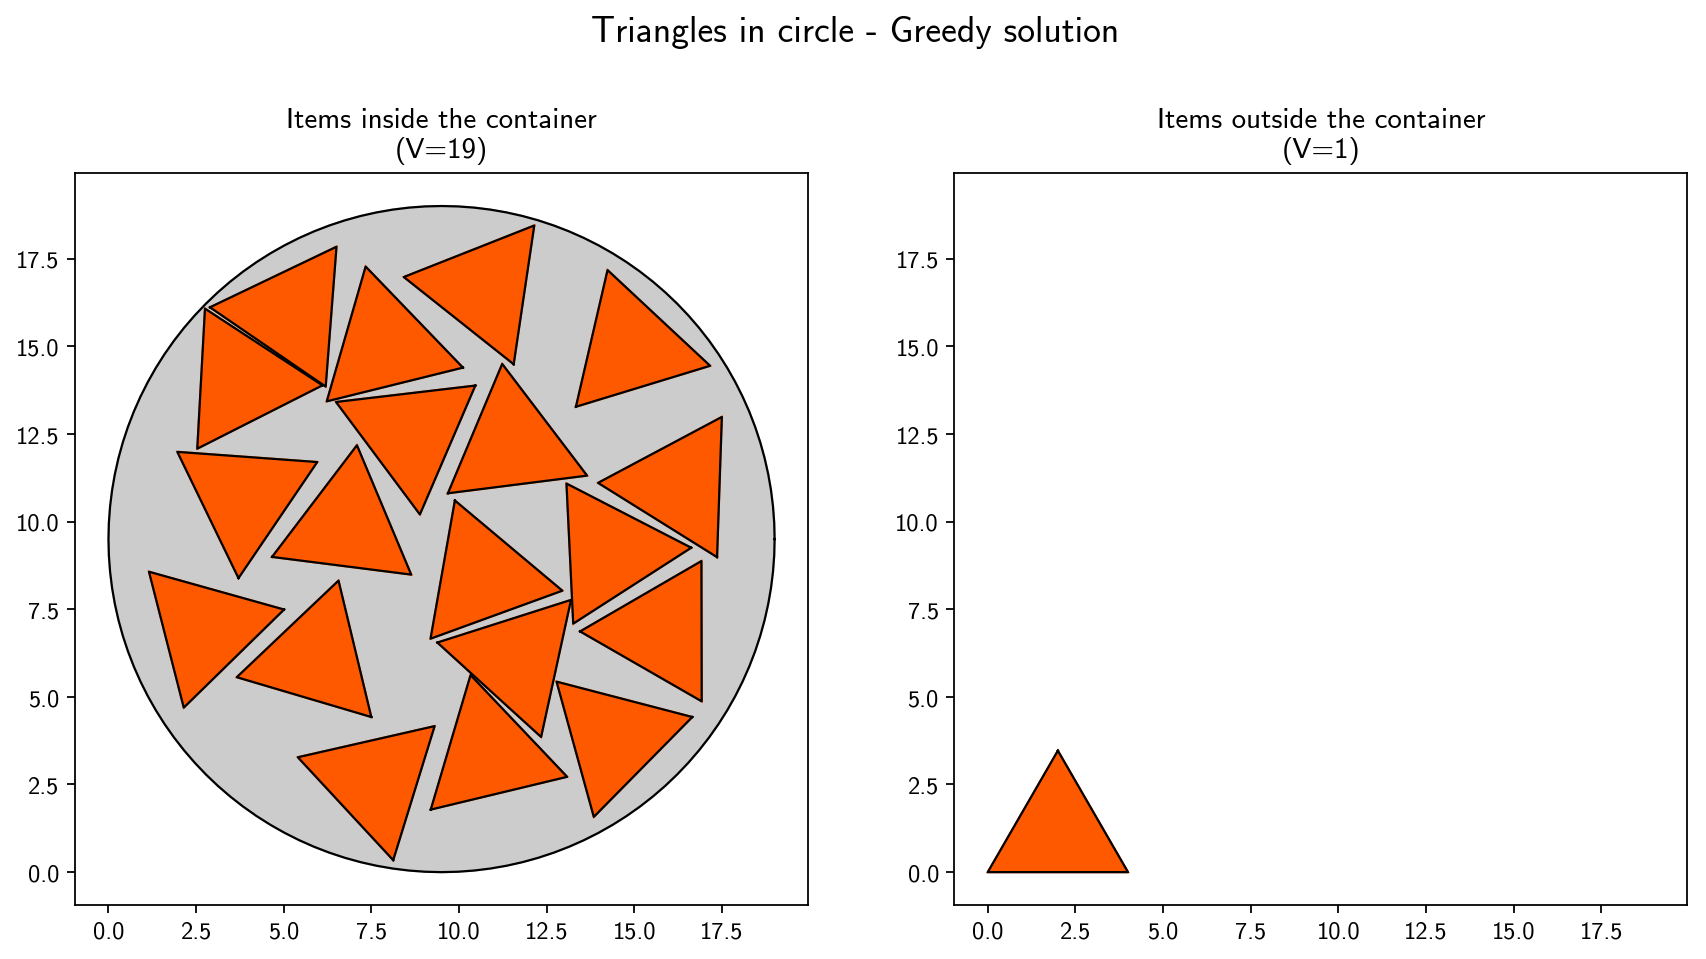 Triangles in circle - Greedy solution
Items inside the container
(V=19)
17.5
15.0
12.5
10.0
7.5
5.0
2.5
0.0
0.0 2.5 5.0 7.5 10.0 12.5 15.0 17.5
Items outside the container
(V=1)
17.5
15.0
12.5
10.0
7.5
5.0
2.5
0.0
0.0 2.5 5.0 7.5 10.0 12.5 15.0 17.5